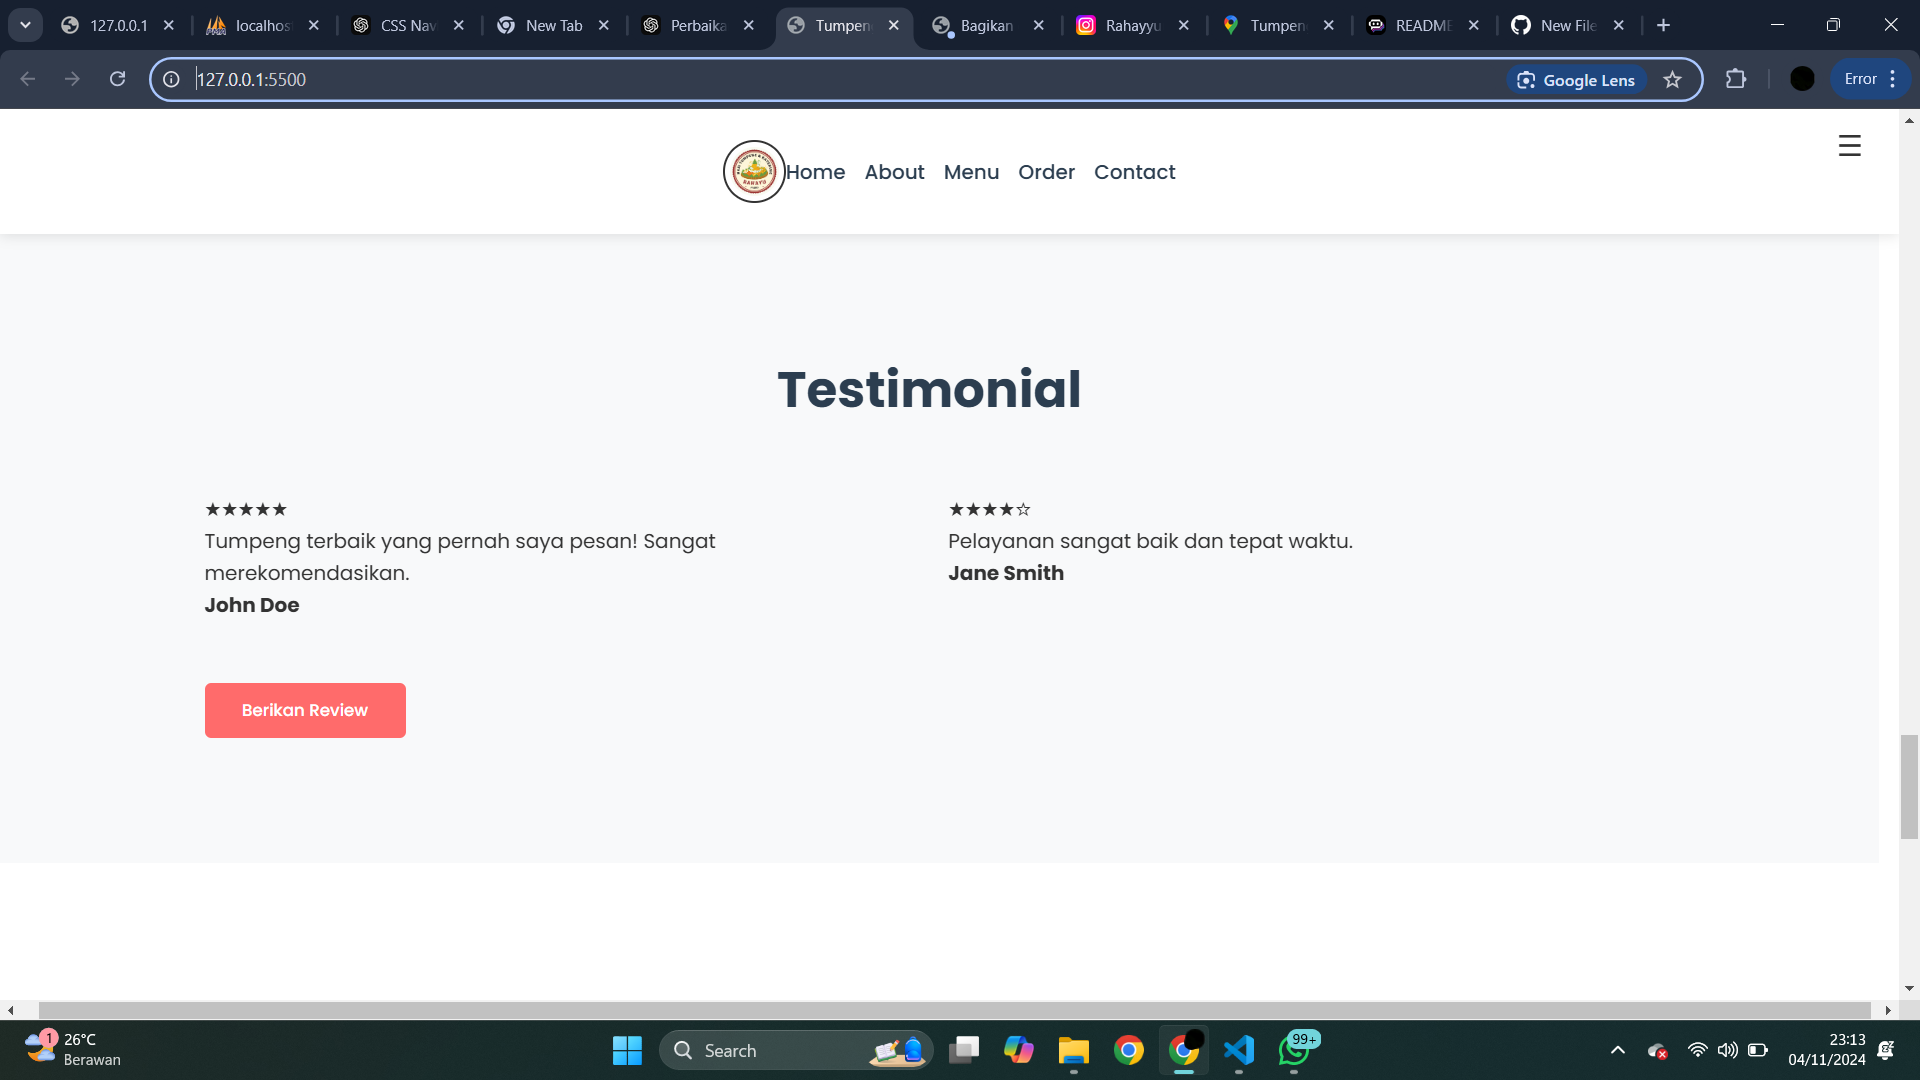 127.0.0.1
localhos
CSS Nav
New Tab
Perbaika
Tumpen
Bagikan
Rahayyu
Tumpen
README
New File
127.0.0.1:5500
Google Lens
Error
Home About Menu Order Contact
Testimonial
★★★★★
Tumpeng terbaik yang pernah saya pesan! Sangat
merekomendasikan.
John Doe
★★★★☆
Pelayanan sangat baik dan tepat waktu.
Jane Smith
Berikan Review
1
26°C
Berawan
Search
99+
23:13
04/11/2024